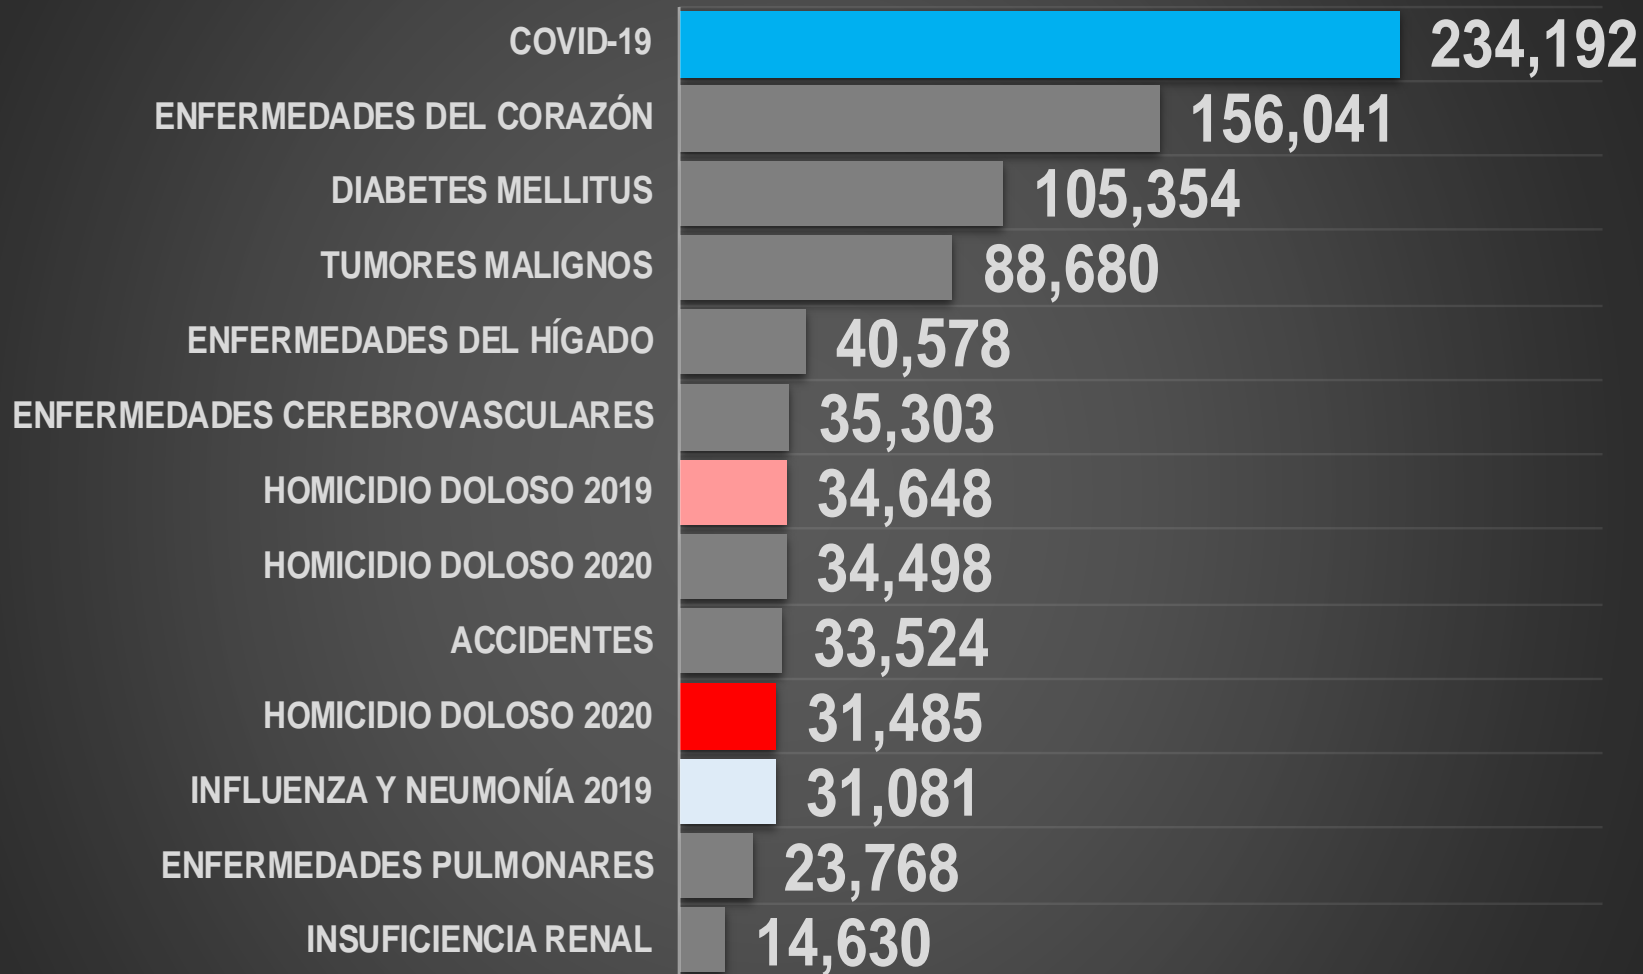 COVID-19 234,192
ENFERMEDADES DEL CORAZÓN 156,041
DIABETES MELLITUS 105,354
TUMORES MALIGNOS 88,680
ENFERMEDADES DEL HÍGADO 40,578
ENFERMEDADES CEREBROVASCULARES 35,303
HOMICIDIO DOLOSO 2019 34,648
HOMICIDIO DOLOSO 2020 34,498
ACCIDENTES 33,524
HOMICIDIO DOLOSO 2020 31,485
INFLUENZA Y NEUMONÍA 2019 31,081
ENFERMEDADES PULMONARES 23,768
INSUFICIENCIA RENAL 14,630